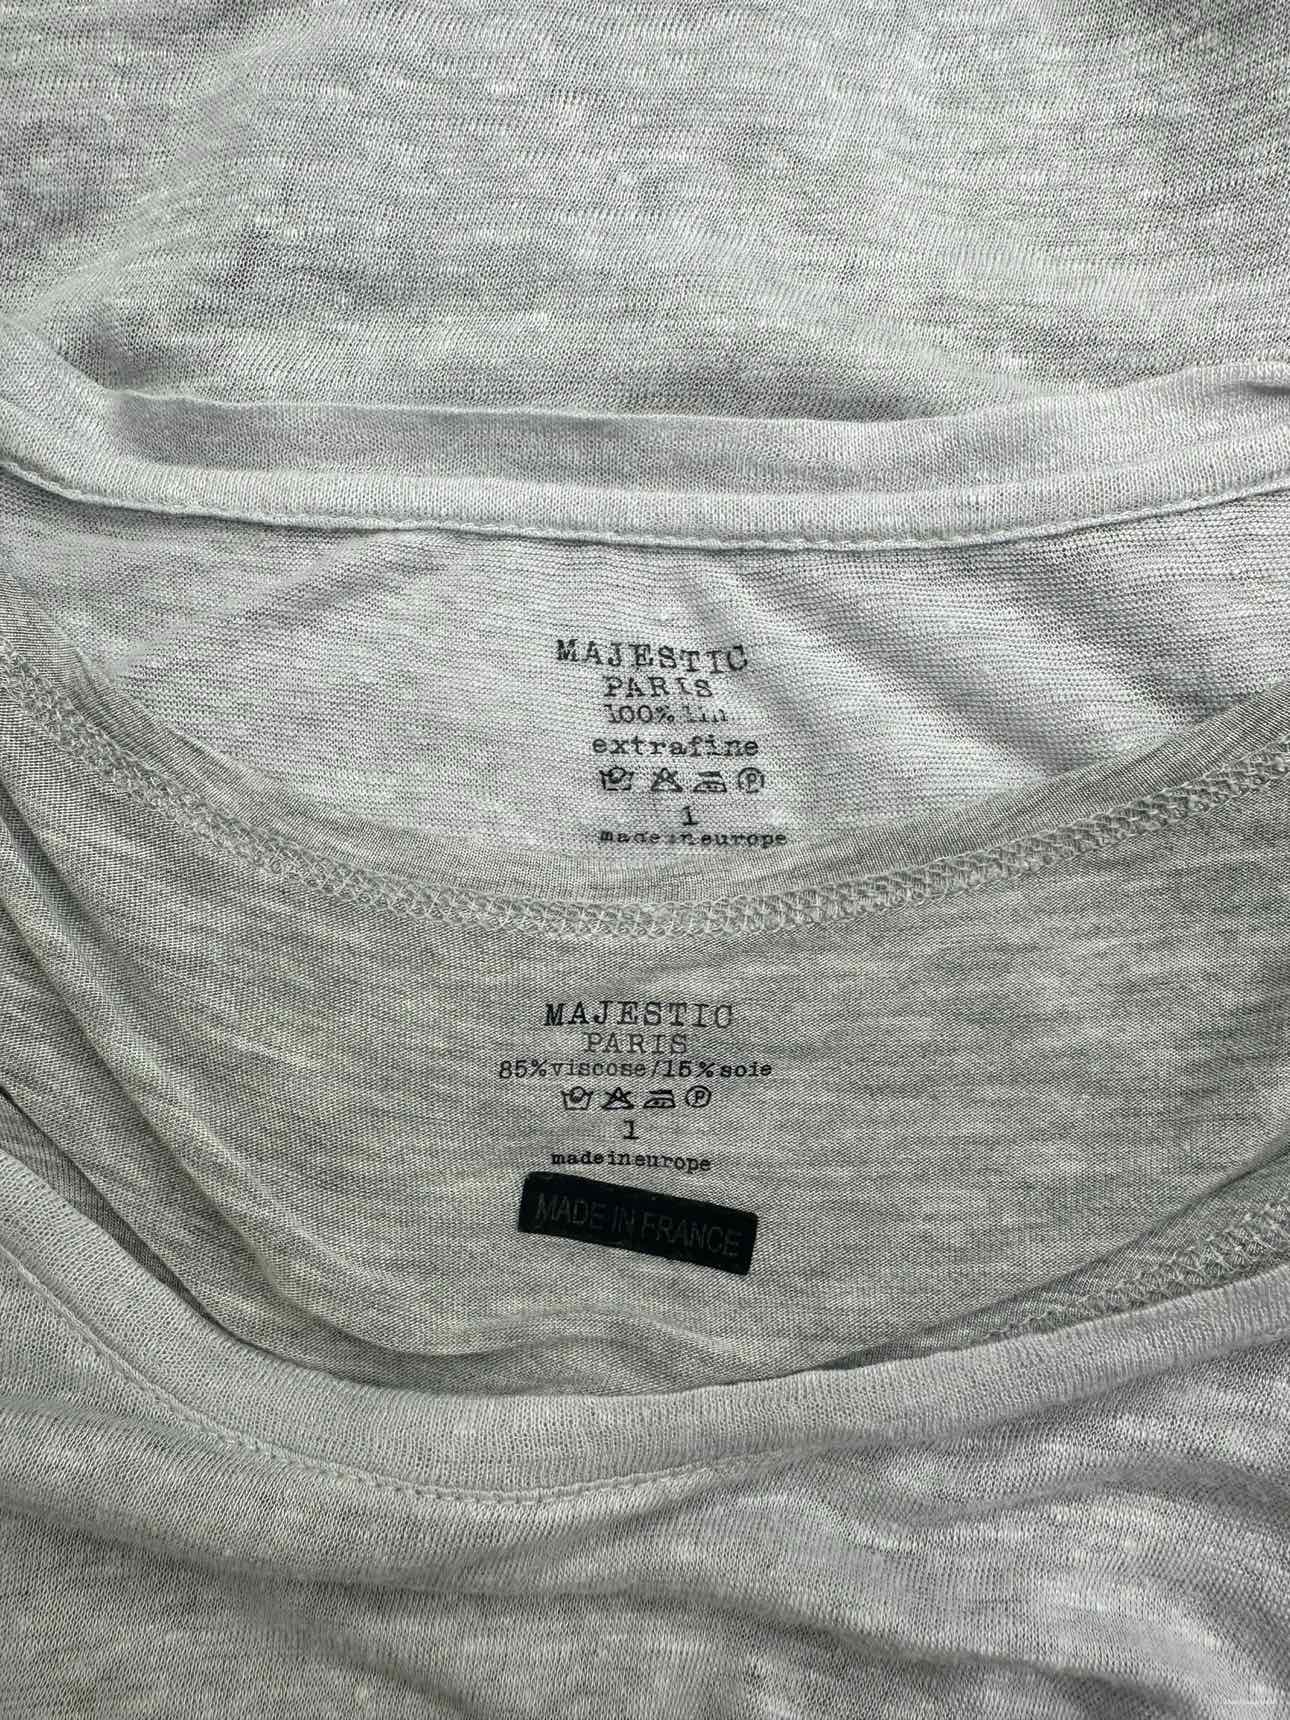 MAJESTIC
PARIS
100% lin
extrafine
P
1
made in europe
MAJESTIC
PARIS
85%viscose/15%soie
P
1
made in europe
MADE IN FRANCE